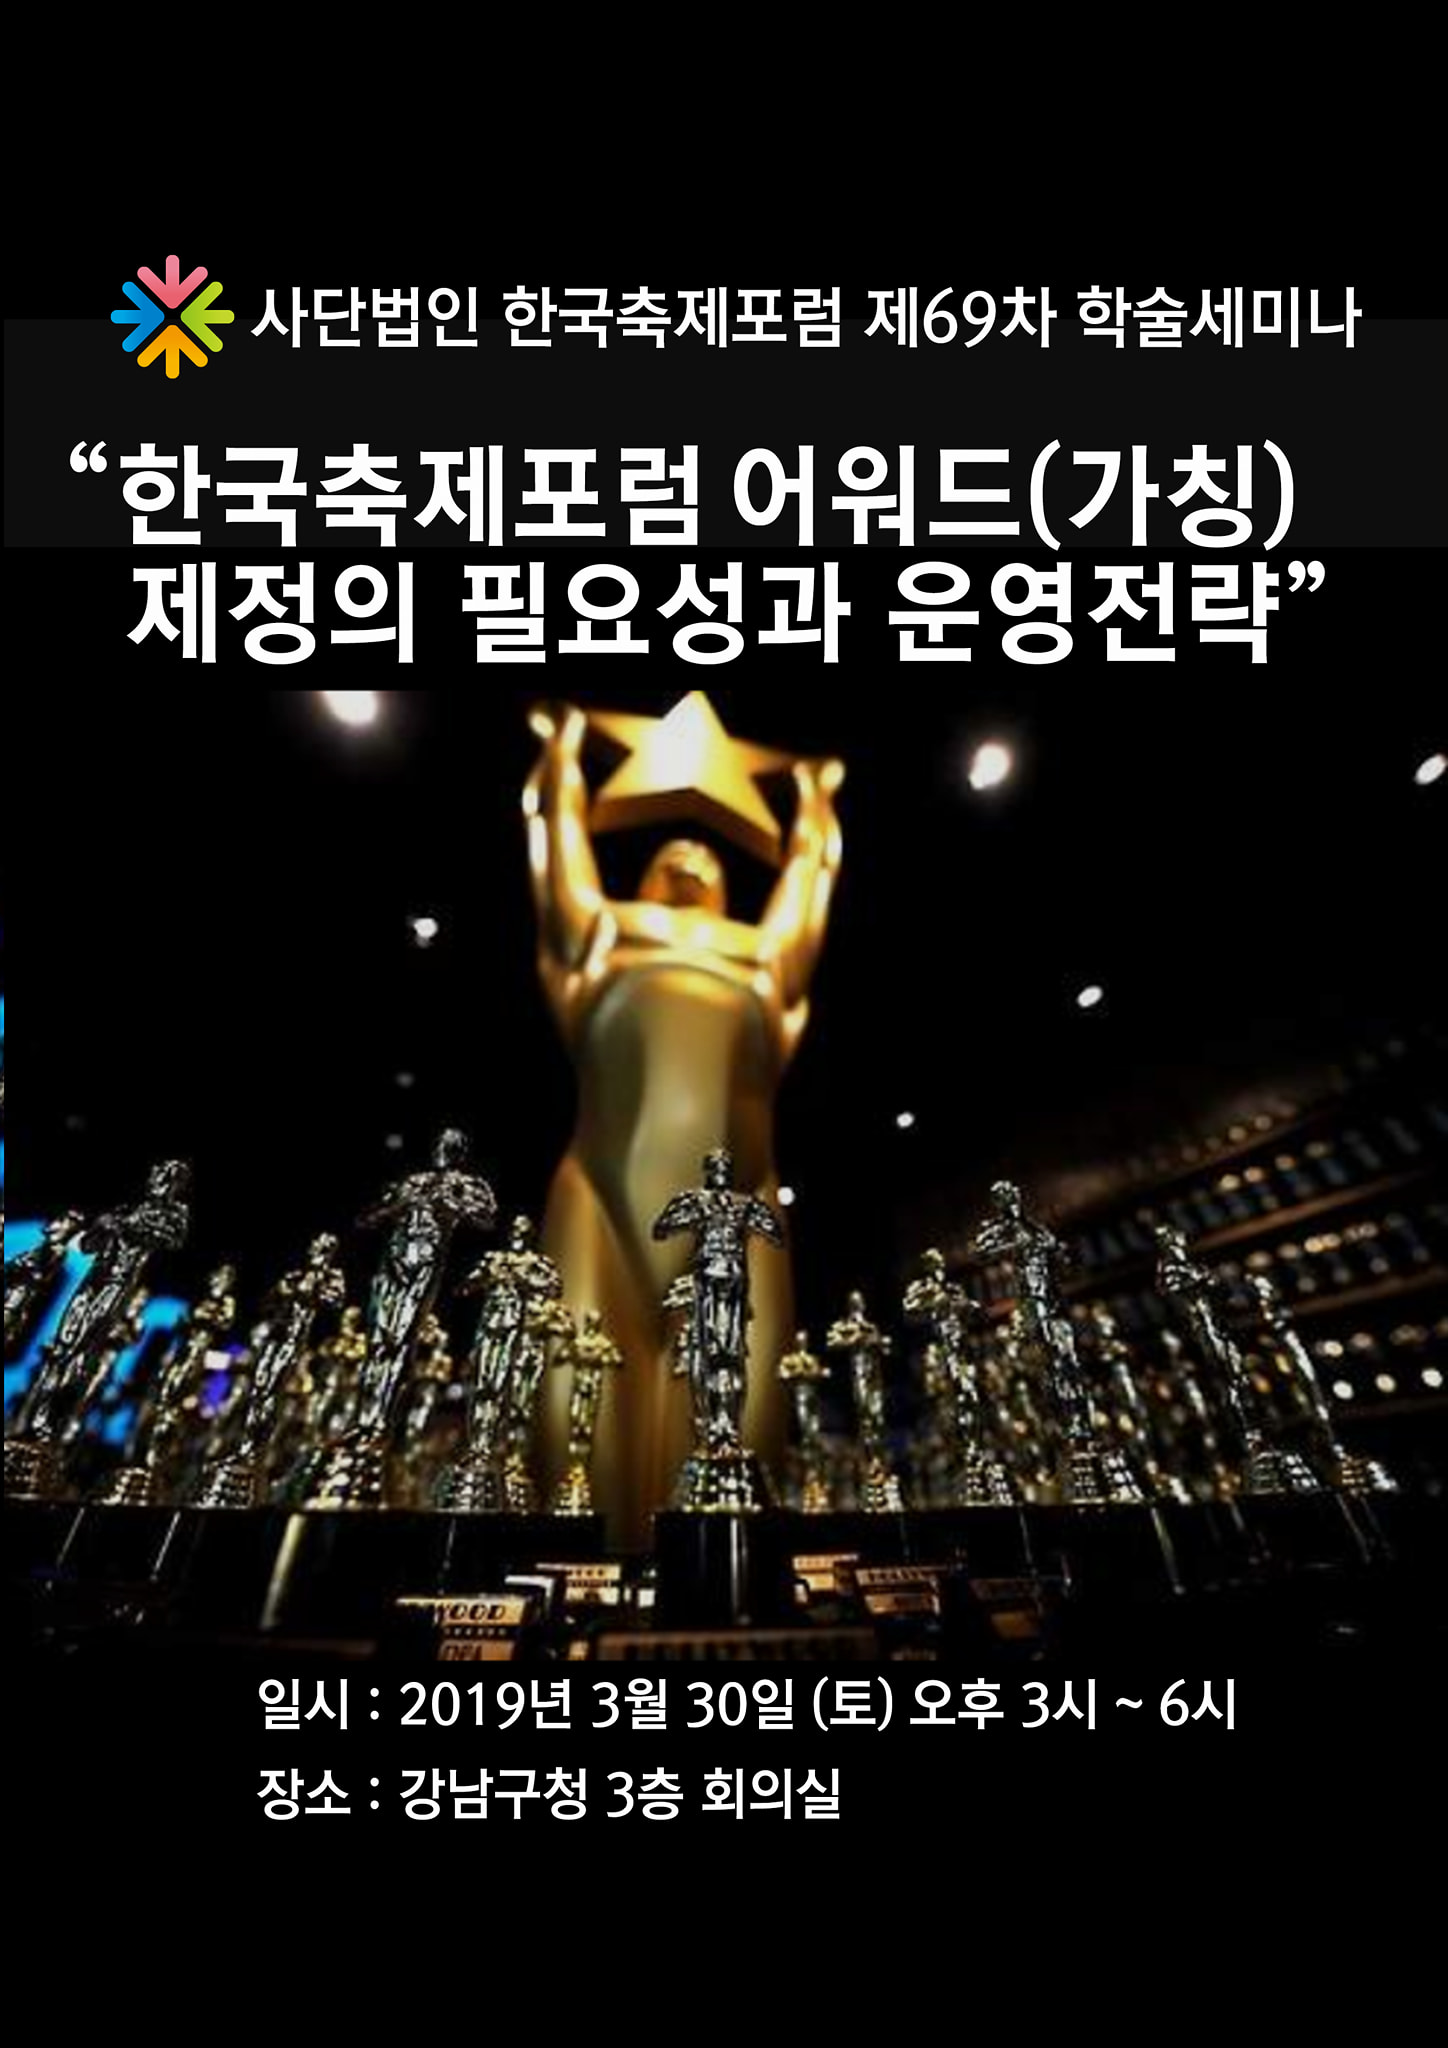 사단법인 한국축제포럼 제69차 학술세미나
“한국축제포럼 어워드(가칭)
제정의 필요성과 운영전략”
일시 : 2019년 3월 30일 (토) 오후 3시 ~ 6시
장소 : 강남구청 3층 회의실